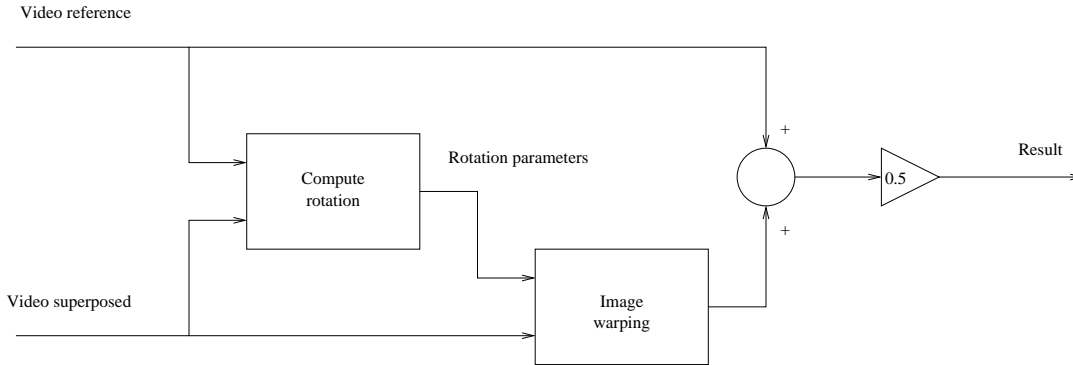 Video reference
+
Rotation parameters
Result
Compute
rotation
0.5
+
Video superposed
Image
warping